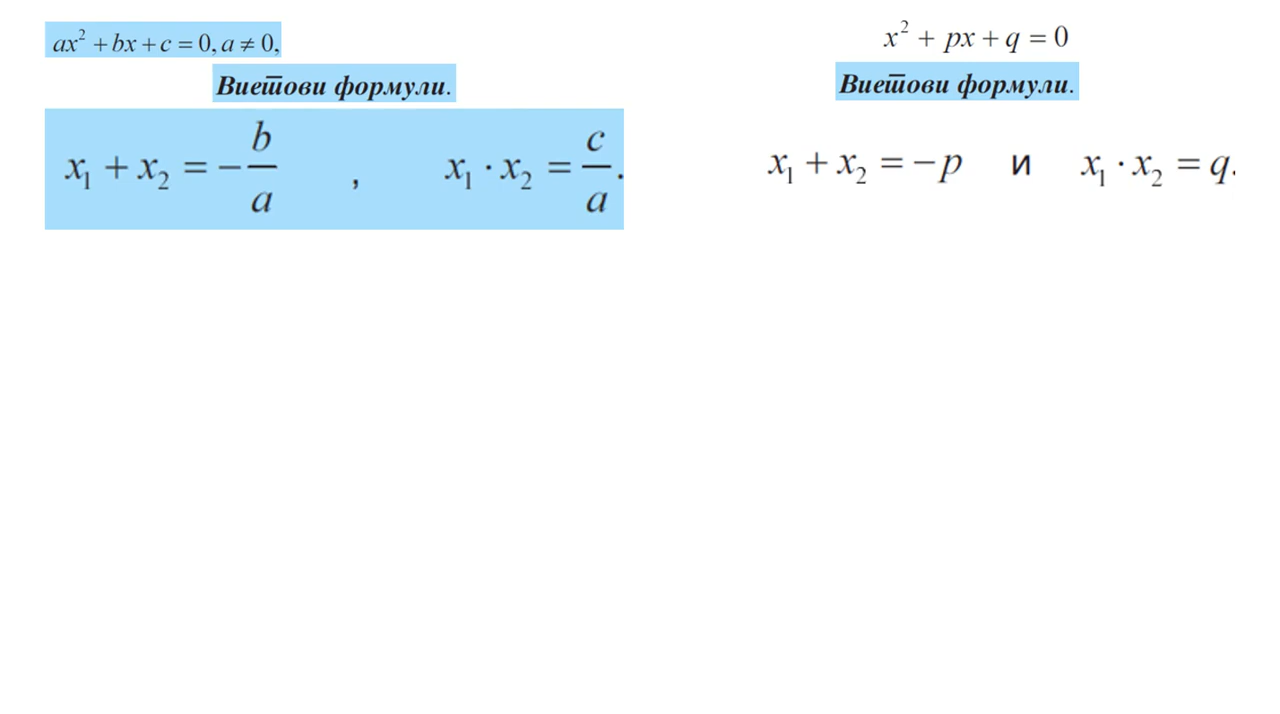 ax² + bx + c = 0, a ≠ 0,
Виетови формули.
x₁ + x₂ = −b/a , x₁ · x₂ = c/a.
x² + px + q = 0
Виетови формули.
x₁ + x₂ = −p и x₁ · x₂ = q.